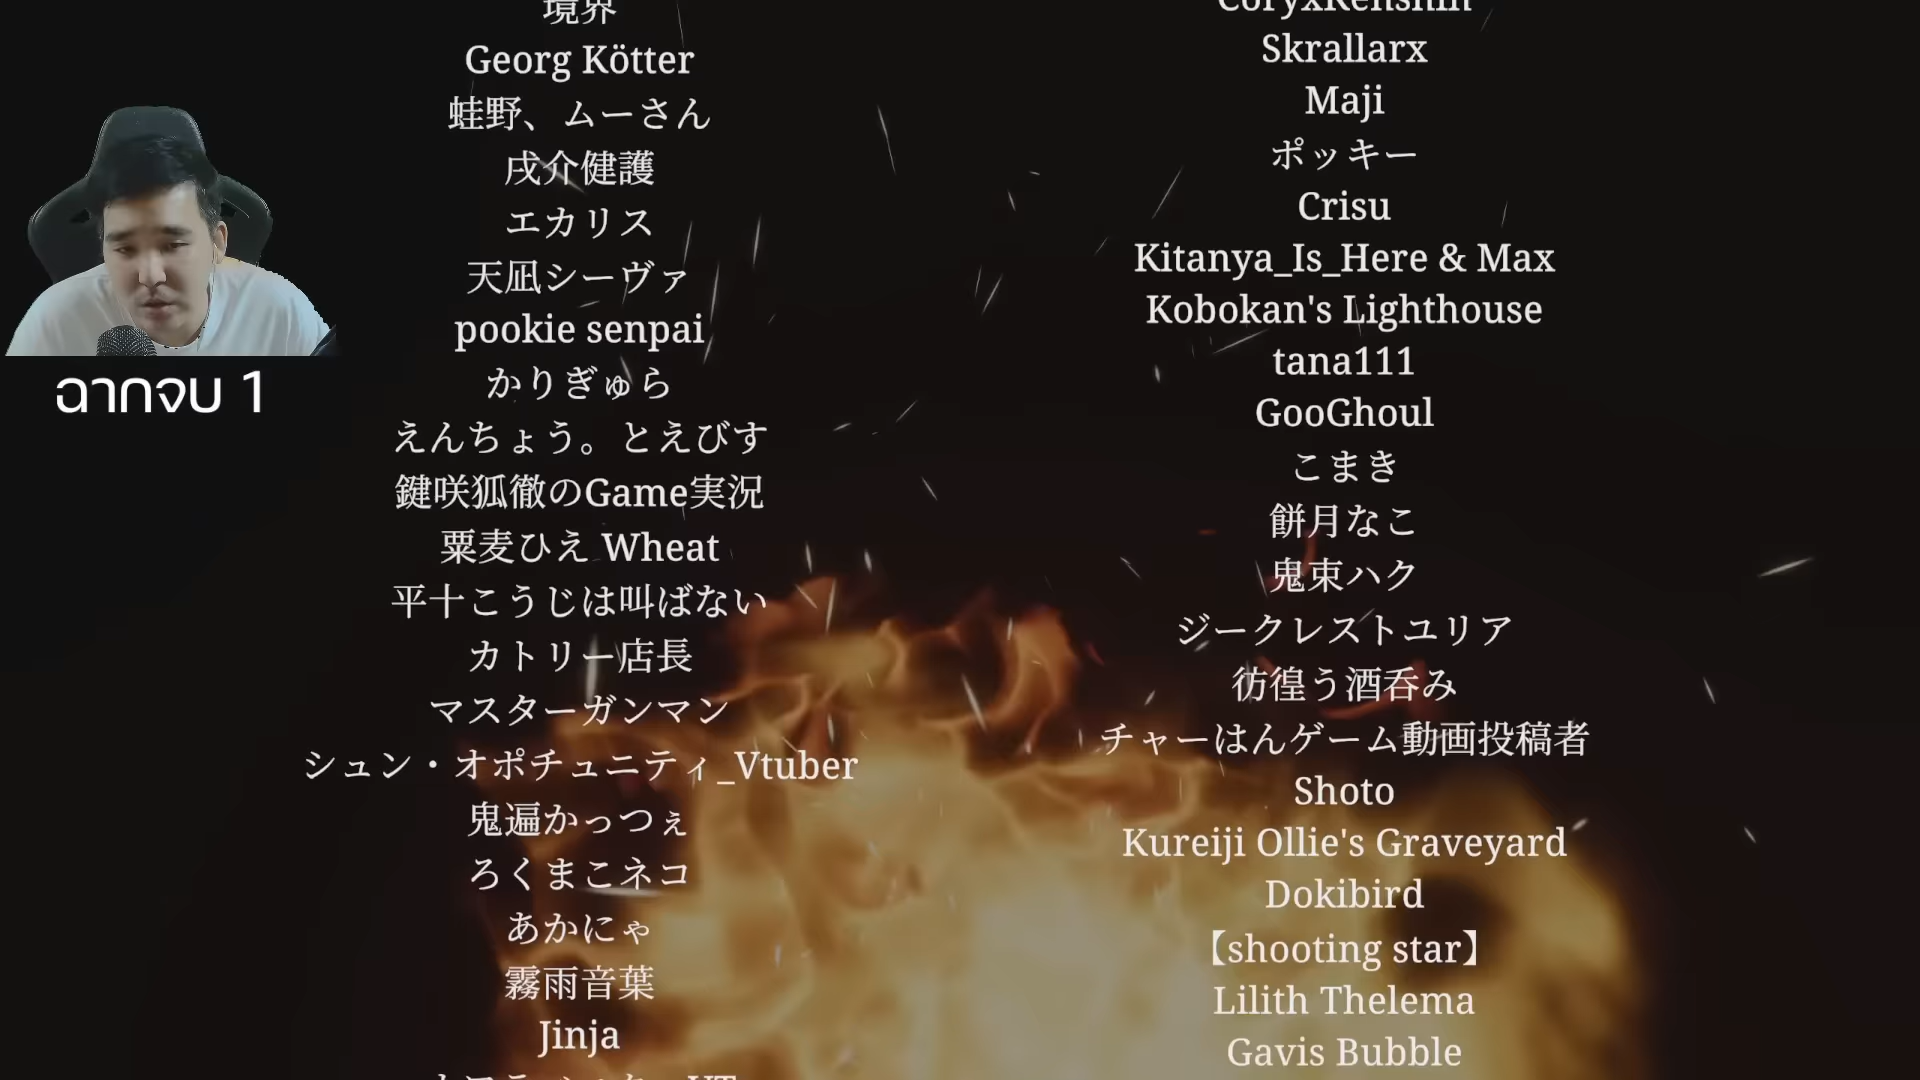 境界
Georg Kötter
蛙野、ムーさん
戌介健護
エカリス
天凪シーヴァ
pookie senpai
かりぎゅら
えんちょう。とえびす
鍵咲狐徹のGame実況
粟麦ひえ Wheat
平十こうじは叫ばない
カトリー店長
マスターガンマン
シュン・オポチュニティ_Vtuber
鬼遍かっつぇ
ろくまこネコ
あかにゃ
霧雨音葉
Jinja
CoryxKenshin
Skrallarx
Maji
ポッキー
Crisu
Kitanya_Is_Here & Max
Kobokan's Lighthouse
tana111
GooGhoul
こまき
餅月なこ
鬼束ハク
ジークレストユリア
彷徨う酒呑み
チャーはんゲーム動画投稿者
Shoto
Kureiji Ollie's Graveyard
Dokibird
【shooting star】
Lilith Thelema
Gavis Bubble
ฉากจบ 1